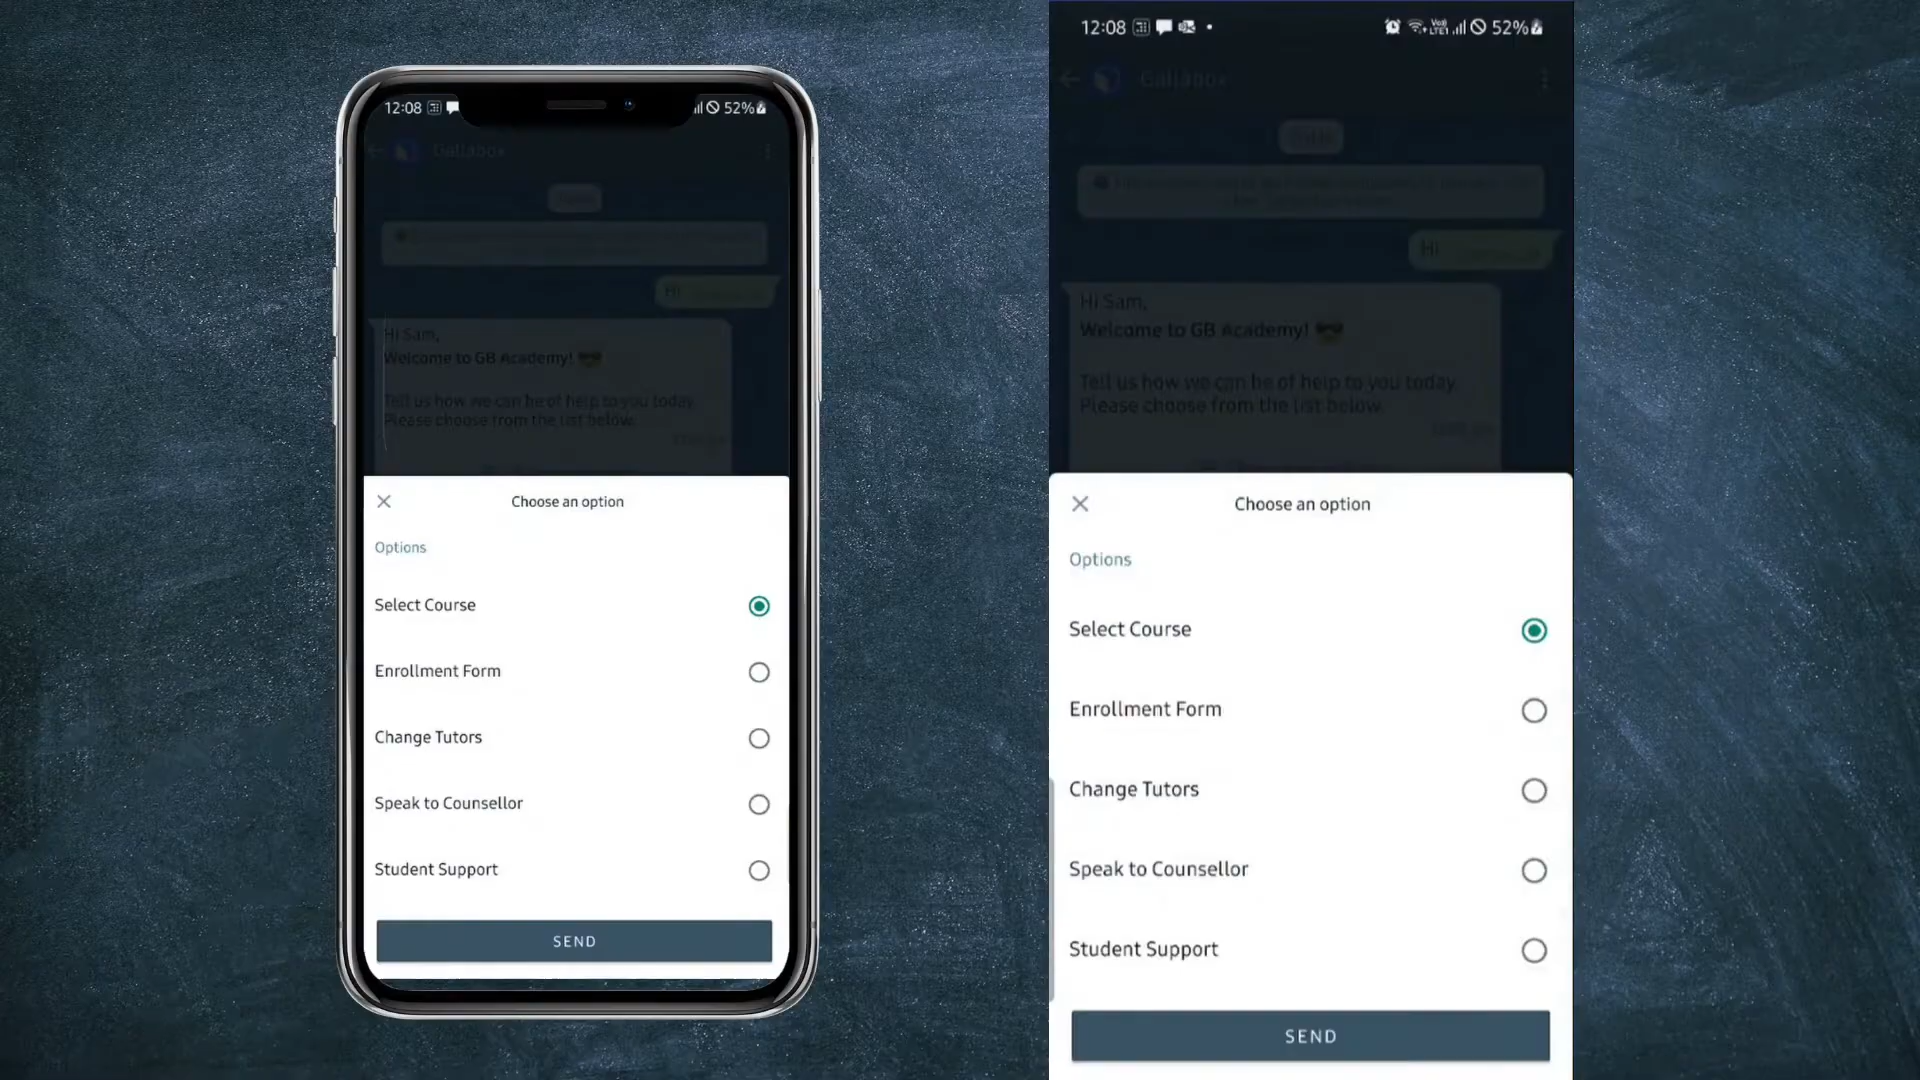 12:08
52%
Gallabox
Hi
Hi Sam,
Welcome to GB Academy!
Tell us how we can be of help to you today.
Please choose from the list below.
Choose an option
Options
Select Course
Enrollment Form
Change Tutors
Speak to Counsellor
Student Support
SEND
12:08
52%
Gallabox
Hi
Hi Sam,
Welcome to GB Academy!
Tell us how we can be of help to you today.
Please choose from the list below.
Choose an option
Options
Select Course
Enrollment Form
Change Tutors
Speak to Counsellor
Student Support
SEND